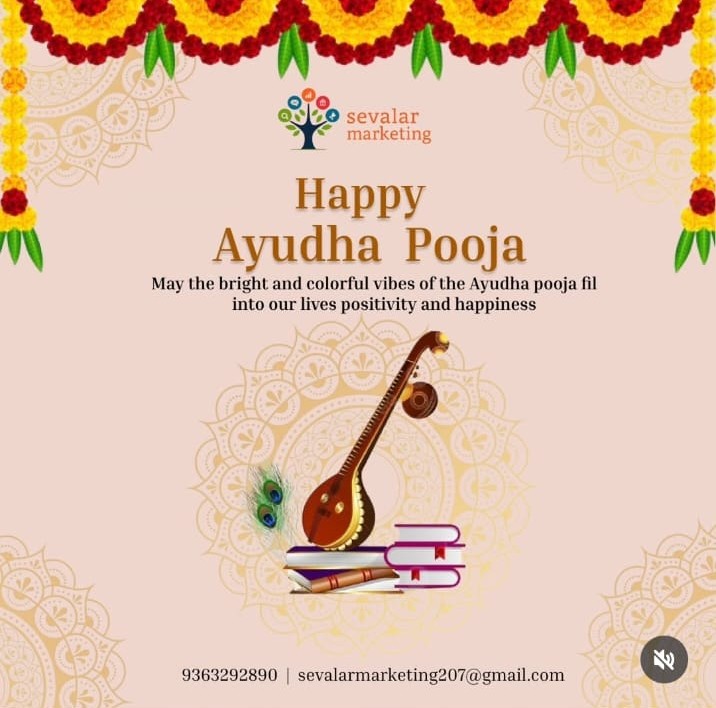 sevalar
marketing
Happy
Ayudha Pooja
May the bright and colorful vibes of the Ayudha pooja fil
into our lives positivity and happiness
9363292890 | sevalarmarketing207@gmail.com